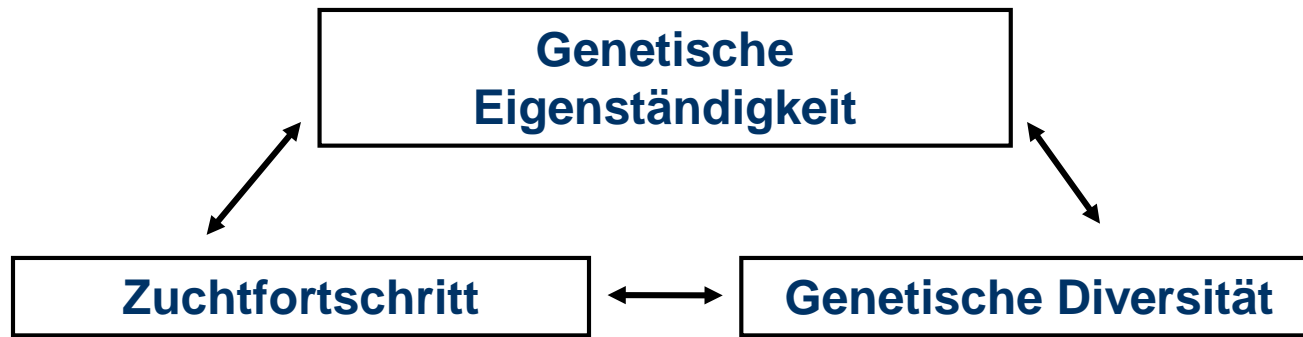 Genetische
Eigenständigkeit
Zuchtfortschritt
Genetische Diversität